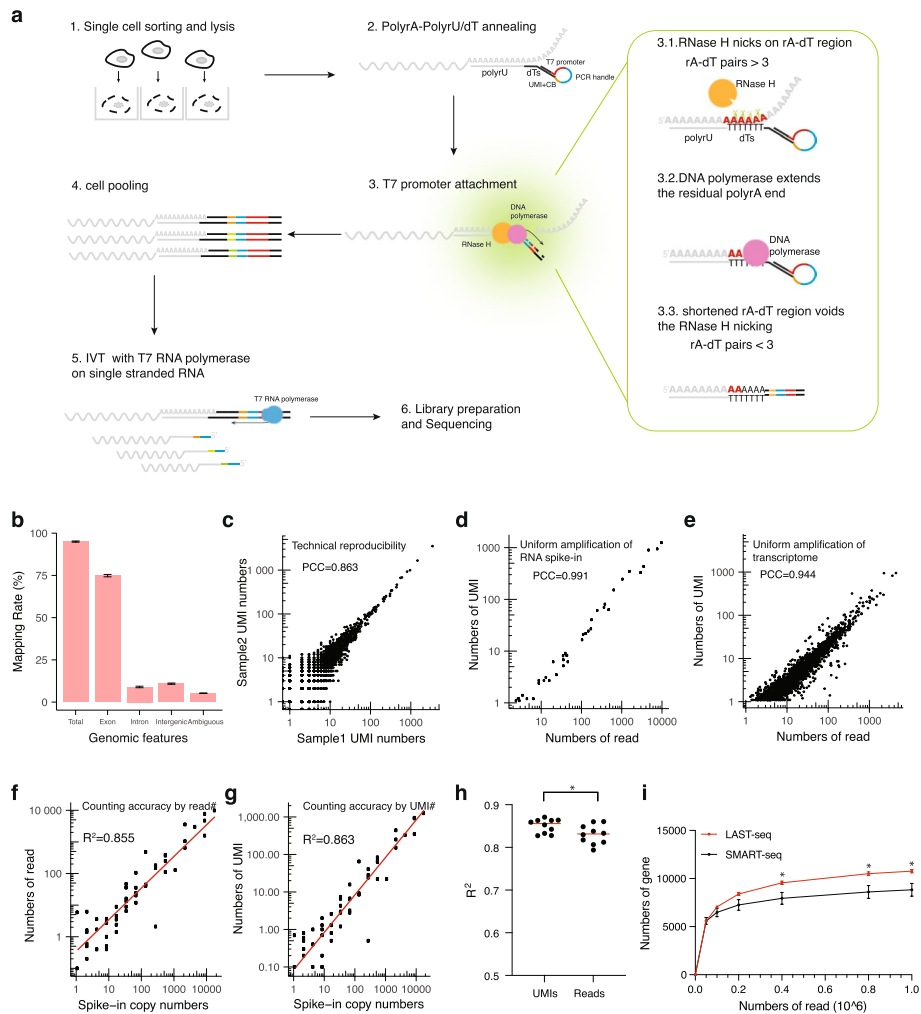 a
1. Single cell sorting and lysis
2. PolyrA-PolyrU/dT annealing
polyrU
dTs
T7 promoter
UMI+CB
PCR handle
3.1.RNase H nicks on rA-dT region
rA-dT pairs > 3
RNase H
5'AAAAAAAAAAAAAA
TTTTTTT
polyrU
dTs
3.2.DNA polymerase extends
the residual polyrA end
5'AAAAAAAAAA
TTTTTTT
DNA
polymerase
3.3. shortened rA-dT region voids
the RNase H nicking
rA-dT pairs < 3
3. T7 promoter attachment
DNA
polymerase
RNase H
4. cell pooling
5. IVT with T7 RNA polymerase
on single stranded RNA
T7 RNA polymerase
6. Library preparation
and Sequencing
b
100
75
50
25
0
Mapping Rate (%)
Total
Exon
Intron
Intergenic
Ambiguous
Genomic features
c
Technical reproducibility
PCC=0.863
1 000
100
10
1
Sample2 UMI numbers
1
10
100
1000
Sample1 UMI numbers
d
Uniform amplification of
RNA spike-in
PCC=0.991
1000
100
10
1
Numbers of UMI
10
100
1000
10000
Numbers of read
e
Uniform amplification of
transcriptome
PCC=0.944
1000
100
10
1
Numbers of UMI
1
10
100
1000
Numbers of read
f
Counting accuracy by read#
R²=0.855
10 000
100
1
Numbers of read
1
10
100
1000
10000
Spike−in copy numbers
g
Counting accuracy by UMI#
R²=0.863
1,000.00
100.00
10.00
1.00
0.10
Numbers of UMI
1
10
100
1000
10000
Spike−in copy numbers
h
*
0.9
0.8
0.7
0.6
0.5
R²
UMIs
Reads
i
LAST-seq
SMART-seq
15000
10000
5000
0
Numbers of gene
*
*
*
0.0
0.2
0.4
0.6
0.8
1.0
Numbers of read (10^6)